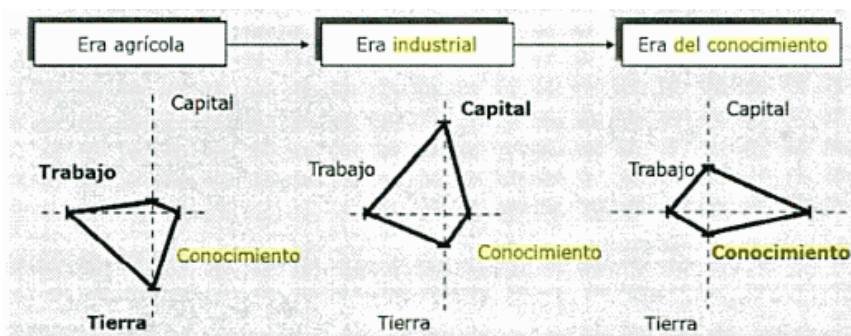 Era agrícola
Era industrial
Era del conocimiento
Capital
Trabajo
Conocimiento
Tierra
Capital
Trabajo
Conocimiento
Tierra
Capital
Trabajo
Conocimiento
Tierra